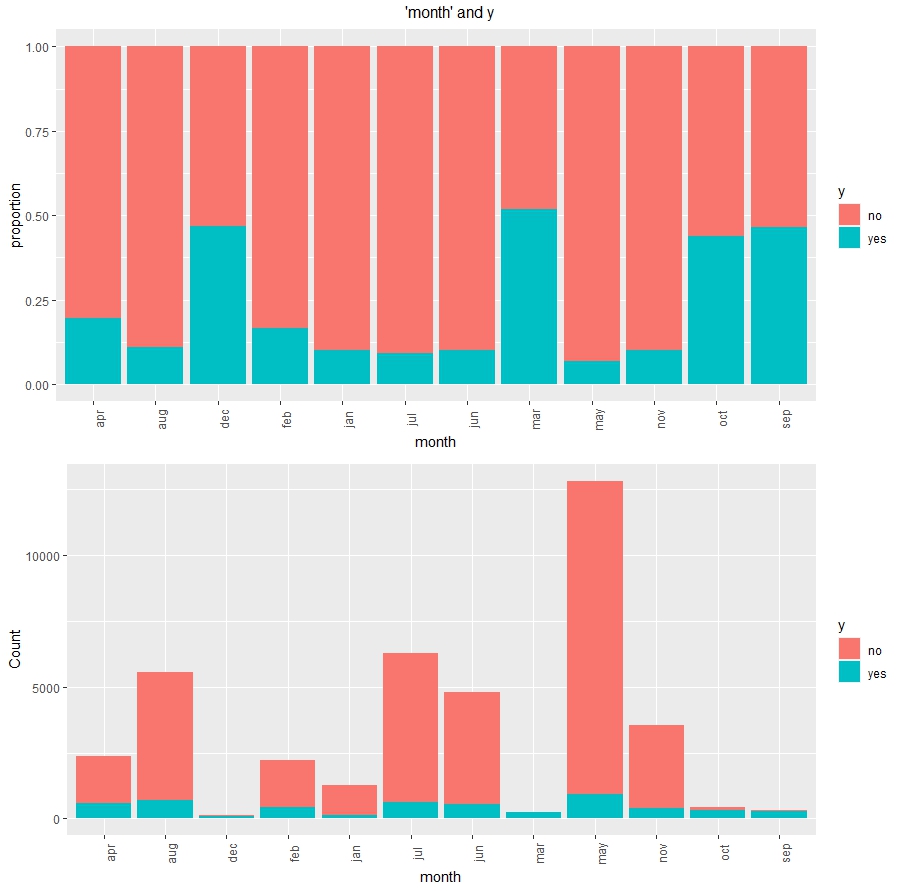 'month' and y
1.00
0.75
0.50
0.25
0.00
proportion
apr aug dec feb jan jul jun mar may nov oct sep
month
y
no
yes
10000
5000
0
Count
apr aug dec feb jan jul jun mar may nov oct sep
month
y
no
yes